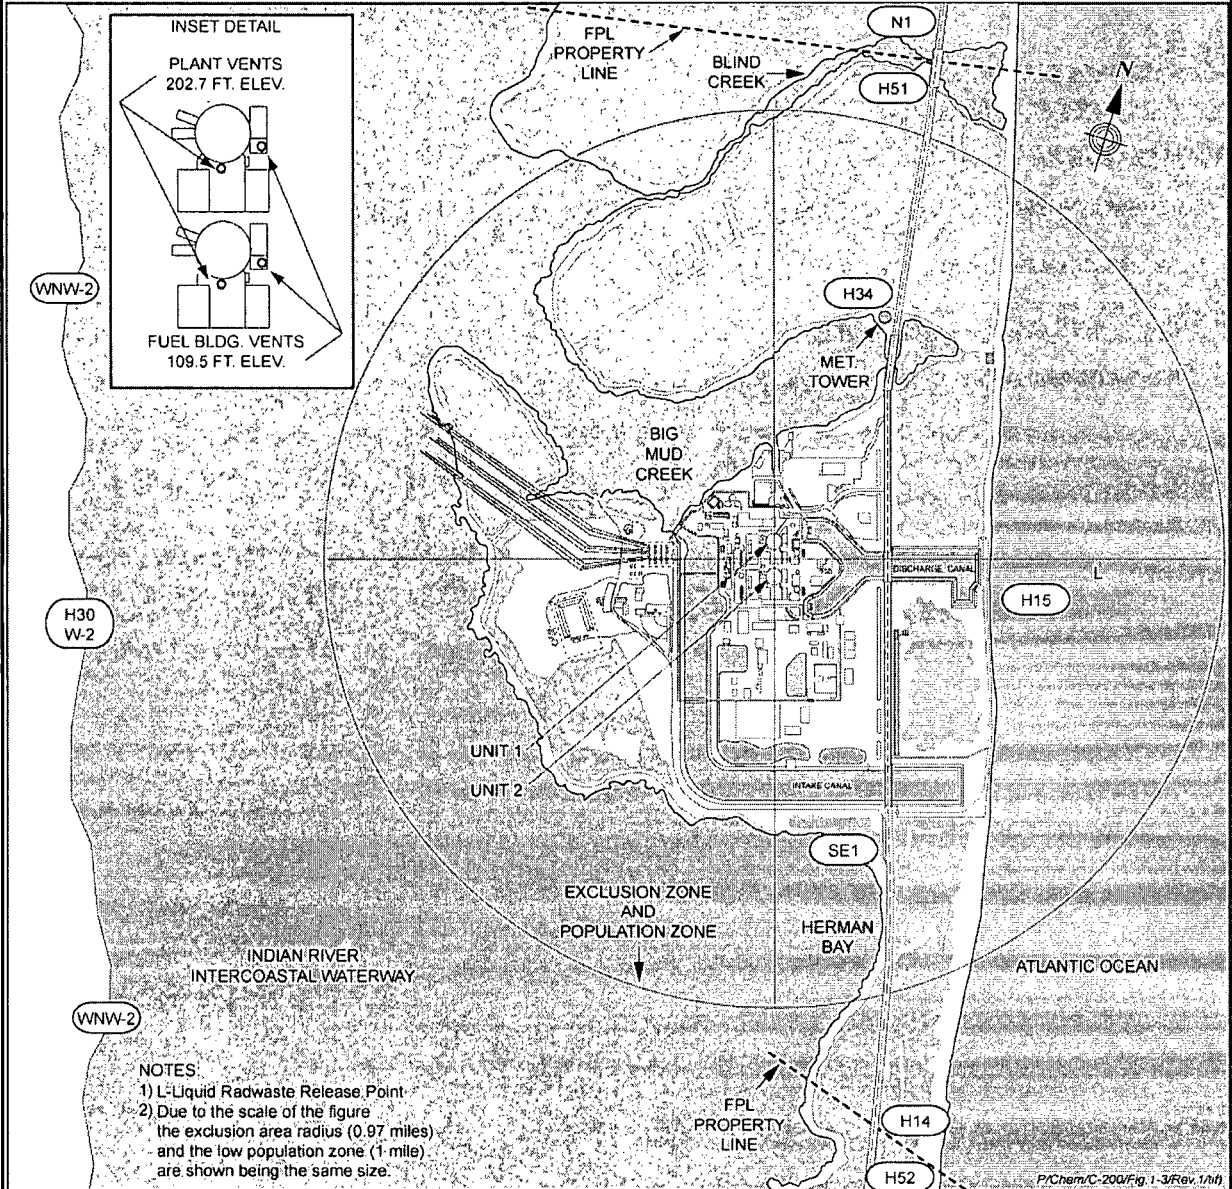 INSET DETAIL
PLANT VENTS
202.7 FT. ELEV.
FUEL BLDG. VENTS
109.5 FT. ELEV.
FPL
PROPERTY
LINE
BLIND
CREEK
N1
H51
N
WNW-2
H34
MET
TOWER
BIG
MUD
CREEK
DISCHARGE CANAL
L
H15
H30
W-2
UNIT 1
UNIT 2
INTAKE CANAL
SE1
EXCLUSION ZONE
AND
POPULATION ZONE
HERMAN
BAY
INDIAN RIVER
INTERCOASTAL WATERWAY
ATLANTIC OCEAN
WNW-2
NOTES:
1) L-Liquid Radwaste Release Point
2) Due to the scale of the figure
the exclusion area radius (0.97 miles)
and the low population zone (1 mile)
are shown being the same size.
FPL
PROPERTY
LINE
H14
H52
P/Chem/C-200/Fig.1-3/Rev.1/tif)